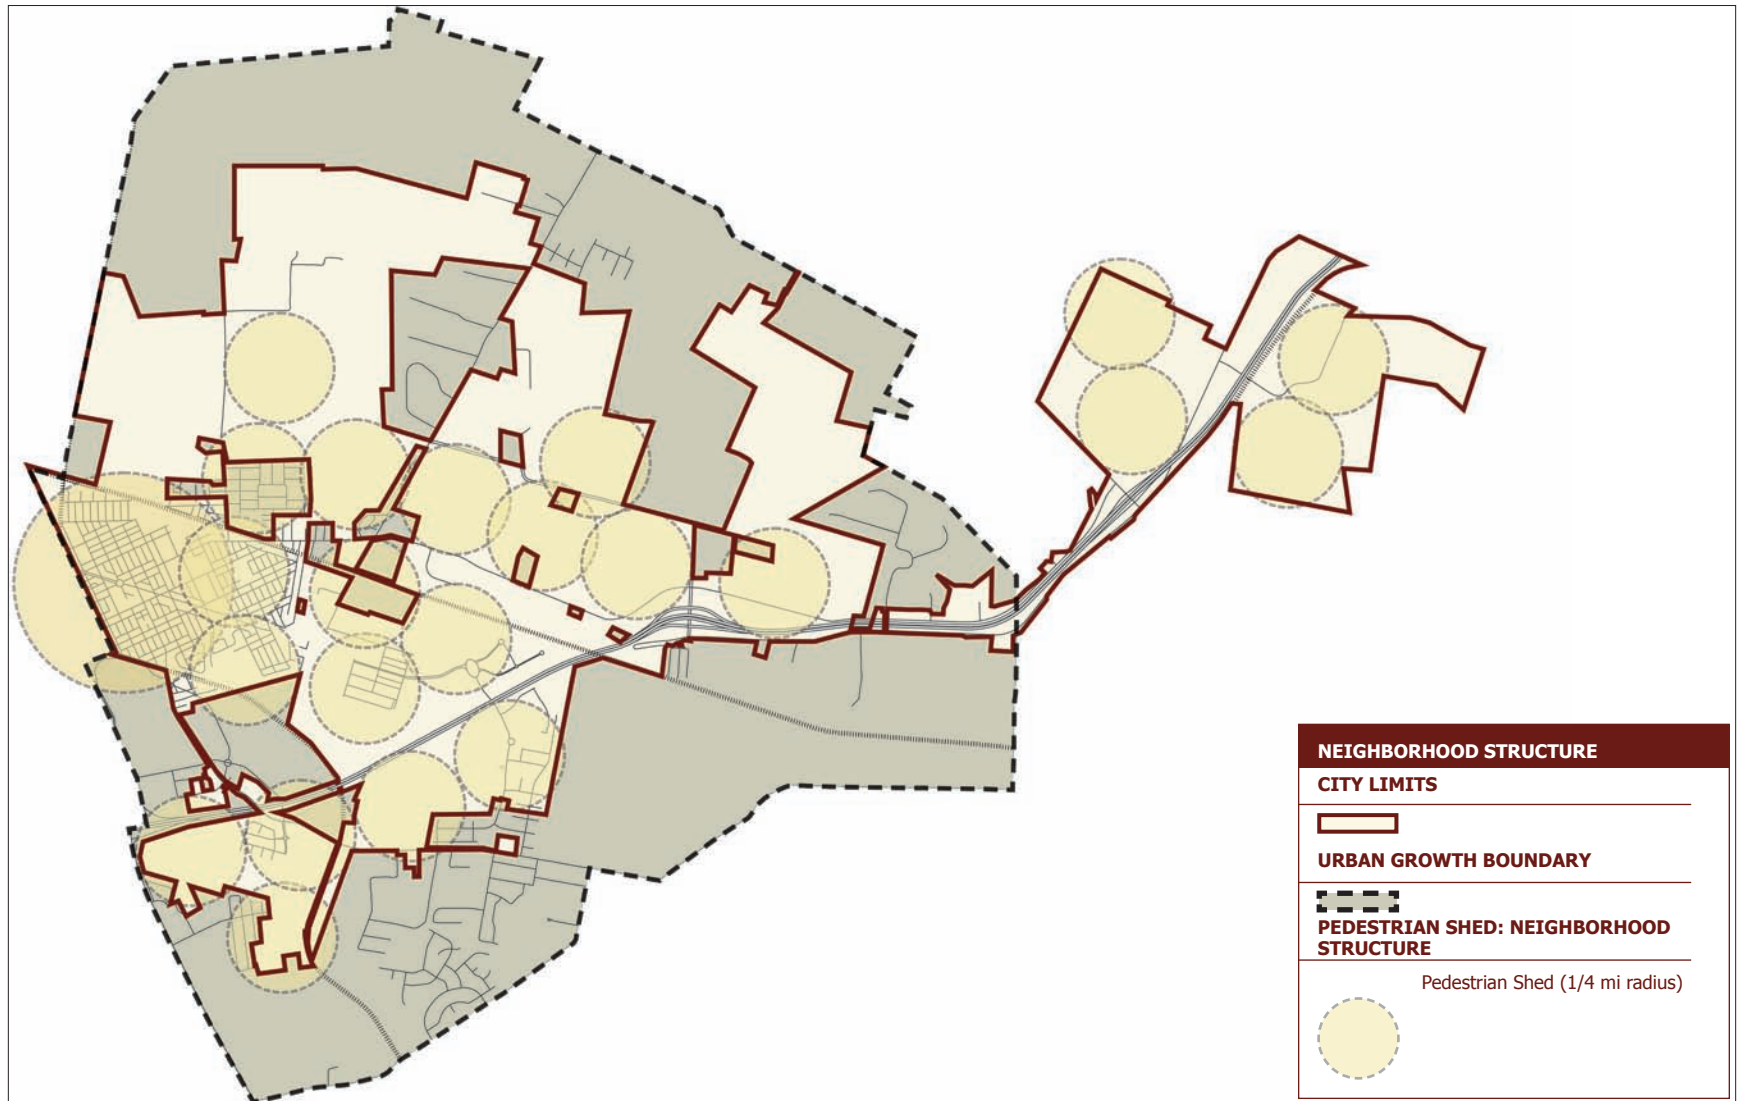 NEIGHBORHOOD STRUCTURE
CITY LIMITS
URBAN GROWTH BOUNDARY
PEDESTRIAN SHED: NEIGHBORHOOD
STRUCTURE
Pedestrian Shed (1/4 mi radius)